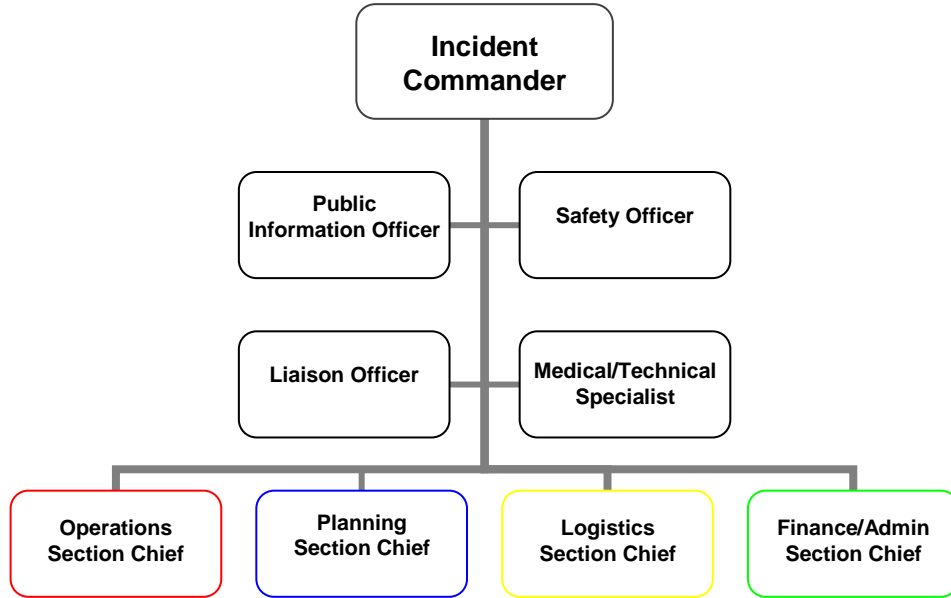 Incident
Commander
Public
Information Officer
Safety Officer
Liaison Officer
Medical/Technical
Specialist
Operations
Section Chief
Planning
Section Chief
Logistics
Section Chief
Finance/Admin
Section Chief